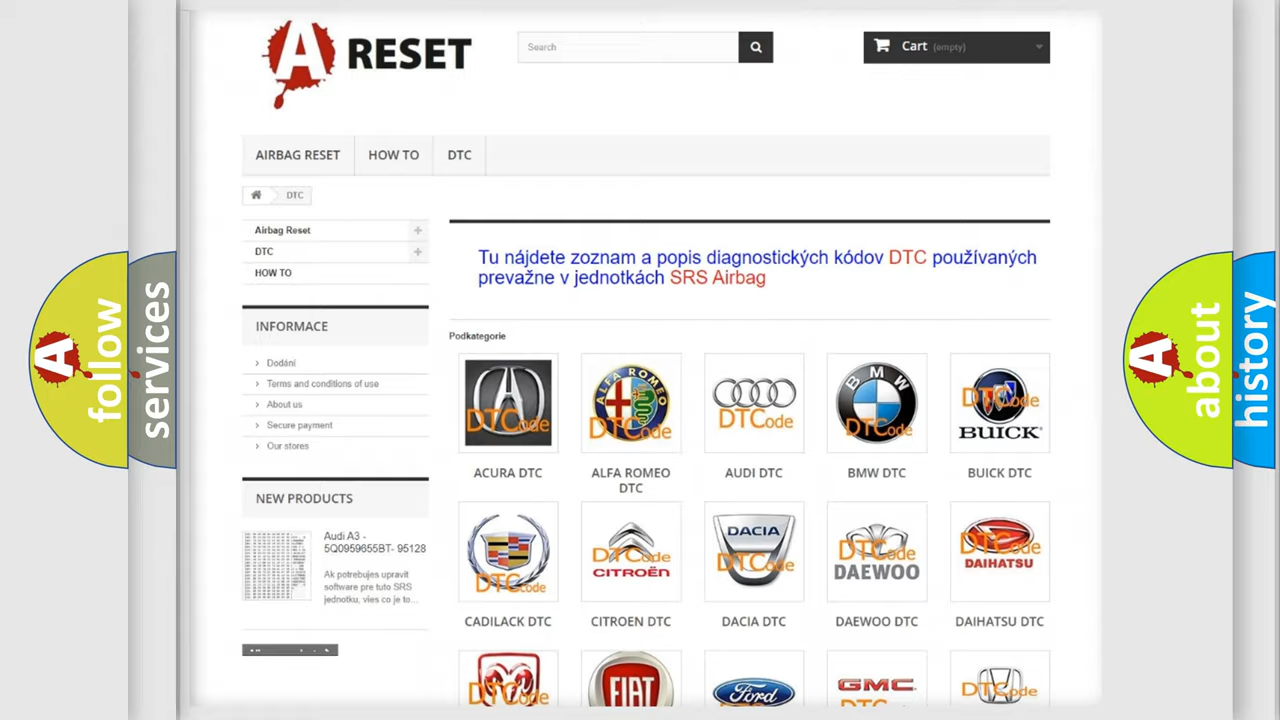 A RESET
Search
Cart (empty)
AIRBAG RESET
HOW TO
DTC
DTC
Airbag Reset
DTC
HOW TO
INFORMACE
Dodání
Terms and conditions of use
About us
Secure payment
Our stores
NEW PRODUCTS
Audi A3 -
5Q0959655BT- 95128
Ak potrebujes upravit
software pre tuto SRS
jednotku, vies co je to...
Tu nájdete zoznam a popis diagnostických kódov DTC používaných
prevažne v jednotkách SRS Airbag
Podkategorie
DTCode
ALFA ROMEO
DTCode
DTCode
BMW
DTCode
DTCode
BUICK
ACURA DTC
ALFA ROMEO
DTC
AUDI DTC
BMW DTC
BUICK DTC
DTCode
DTCode
CITROËN
DACIA
DTCode
DTCode
DAEWOO
DTCode
DAIHATSU
CADILACK DTC
CITROEN DTC
DACIA DTC
DAEWOO DTC
DAIHATSU DTC
DTCode
FIAT
Ford
GMC
DTCode
A
follow
services
A
about
history